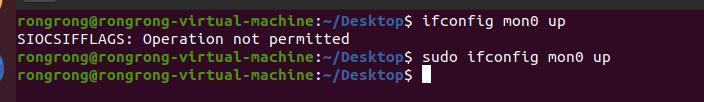 rongrong@rongrong-virtual-machine:~/Desktop$ ifconfig mon0 up
SIOCSIFFLAGS: Operation not permitted
rongrong@rongrong-virtual-machine:~/Desktop$ sudo ifconfig mon0 up
rongrong@rongrong-virtual-machine:~/Desktop$